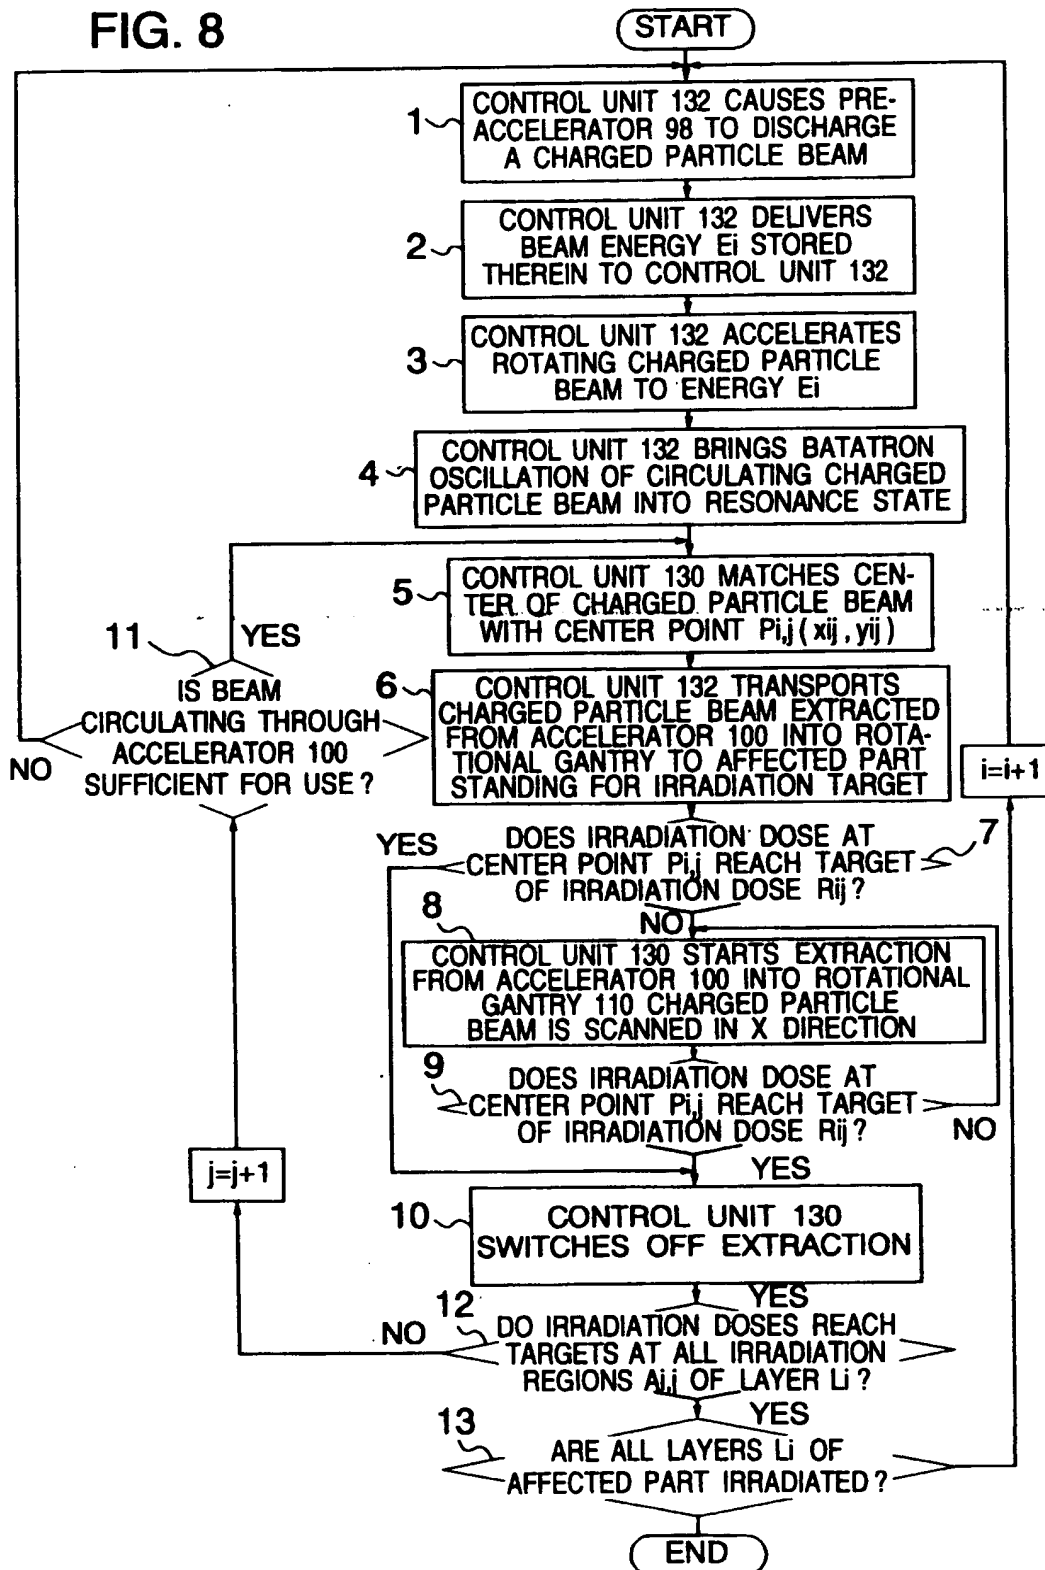 FIG. 8
START
1
CONTROL UNIT 132 CAUSES PRE-
ACCELERATOR 98 TO DISCHARGE
A CHARGED PARTICLE BEAM
2
CONTROL UNIT 132 DELIVERS
BEAM ENERGY Ei STORED
THEREIN TO CONTROL UNIT 132
3
CONTROL UNIT 132 ACCELERATES
ROTATING CHARGED PARTICLE
BEAM TO ENERGY Ei
4
CONTROL UNIT 132 BRINGS BATATRON
OSCILLATION OF CIRCULATING CHARGED
PARTICLE BEAM INTO RESONANCE STATE
5
CONTROL UNIT 130 MATCHES CEN-
TER OF CHARGED PARTICLE BEAM
WITH CENTER POINT Pi,j ( xij , yij )
11
YES
IS BEAM
CIRCULATING THROUGH
ACCELERATOR 100
SUFFICIENT FOR USE ?
NO
6
CONTROL UNIT 132 TRANSPORTS
CHARGED PARTICLE BEAM EXTRACTED
FROM ACCELERATOR 100 INTO ROTA-
TIONAL GANTRY TO AFFECTED PART
STANDING FOR IRRADIATION TARGET
i=i+1
YES
DOES IRRADIATION DOSE AT
CENTER POINT Pi,j REACH TARGET
OF IRRADIATION DOSE Rij ?
7
NO
8
CONTROL UNIT 130 STARTS EXTRACTION
FROM ACCELERATOR 100 INTO ROTATIONAL
GANTRY 110 CHARGED PARTICLE
BEAM IS SCANNED IN X DIRECTION
9
DOES IRRADIATION DOSE AT
CENTER POINT Pi,j REACH TARGET
OF IRRADIATION DOSE Rij ?
NO
YES
j=j+1
10
CONTROL UNIT 130
SWITCHES OFF EXTRACTION
YES
12
NO
DO IRRADIATION DOSES REACH
TARGETS AT ALL IRRADIATION
REGIONS Ai,j OF LAYER Li ?
YES
13
ARE ALL LAYERS Li OF
AFFECTED PART IRRADIATED ?
END